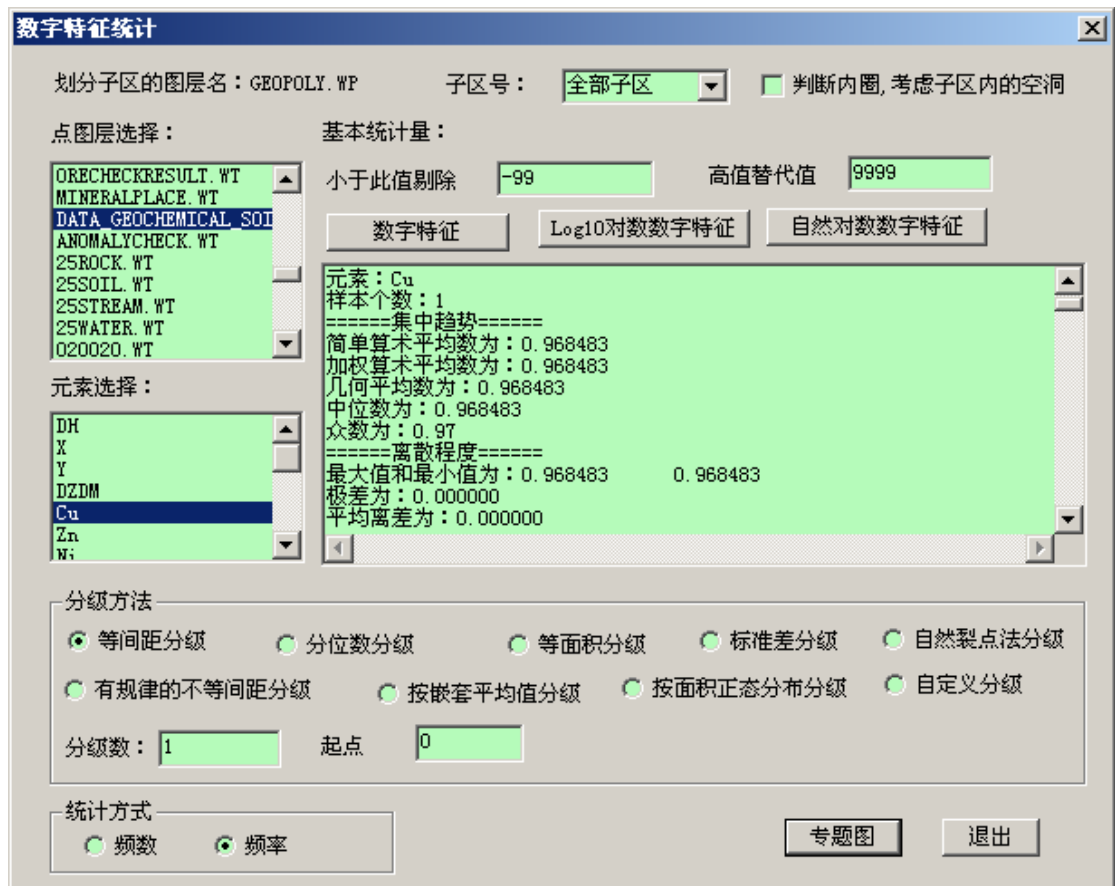 数字特征统计
划分子区的图层名：GEOPOLY.WP 子区号： 全部子区 判断内圈,考虑子区内的空洞
点图层选择： 基本统计量：
ORECHECKRESULT.WT
MINERALPLACE.WT
DATA_GEOCHEMICAL_SOI
ANOMALYCHECK.WT
25ROCK.WT
25SOIL.WT
25STREAM.WT
25WATER.WT
020020.WT
小于此值剔除 -99 高值替代值 9999
数字特征 Log10对数数字特征 自然对数数字特征
元素：Cu
样本个数：1
======集中趋势======
简单算术平均数为：0.968483
加权算术平均数为：0.968483
几何平均数为：0.968483
中位数为：0.968483
众数为：0.97
======离散程度======
最大值和最小值为：0.968483 0.968483
极差为：0.000000
平均离差为：0.000000
元素选择：
DH
X
Y
DZDM
Cu
Zn
Ni
分级方法
等间距分级 分位数分级 等面积分级 标准差分级 自然裂点法分级
有规律的不等间距分级 按嵌套平均值分级 按面积正态分布分级 自定义分级
分级数： 1 起点 0
统计方式
频数 频率
专题图 退出